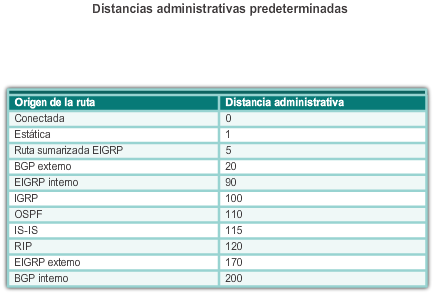 Distancias administrativas predeterminadas
Origen de la ruta Distancia administrativa
Conectada 0
Estática 1
Ruta sumarizada EIGRP 5
BGP externo 20
EIGRP interno 90
IGRP 100
OSPF 110
IS-IS 115
RIP 120
EIGRP externo 170
BGP interno 200